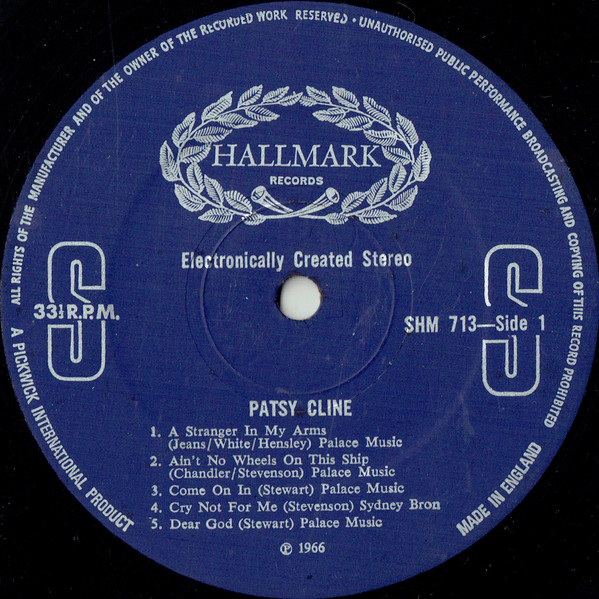 ALL RIGHTS OF THE MANUFACTURER AND OF THE OWNER OF THE RECORDED WORK RESERVED • UNAUTHORISED PUBLIC PERFORMANCE BROADCASTING AND COPYING OF THIS RECORD PROHIBITED
HALLMARK
RECORDS
Electronically Created Stereo
S
33⅓R.P.M.
S
SHM 713—Side 1
PATSY CLINE
1. A Stranger In My Arms
(Jeans/White/Hensley) Palace Music
2. Ain't No Wheels On This Ship
(Chandler/Stevenson) Palace Music
3. Come On In (Stewart) Palace Music
4. Cry Not For Me (Stevenson) Sydney Bron
5. Dear God (Stewart) Palace Music
℗ 1966
A PICKWICK INTERNATIONAL PRODUCT
MADE IN ENGLAND